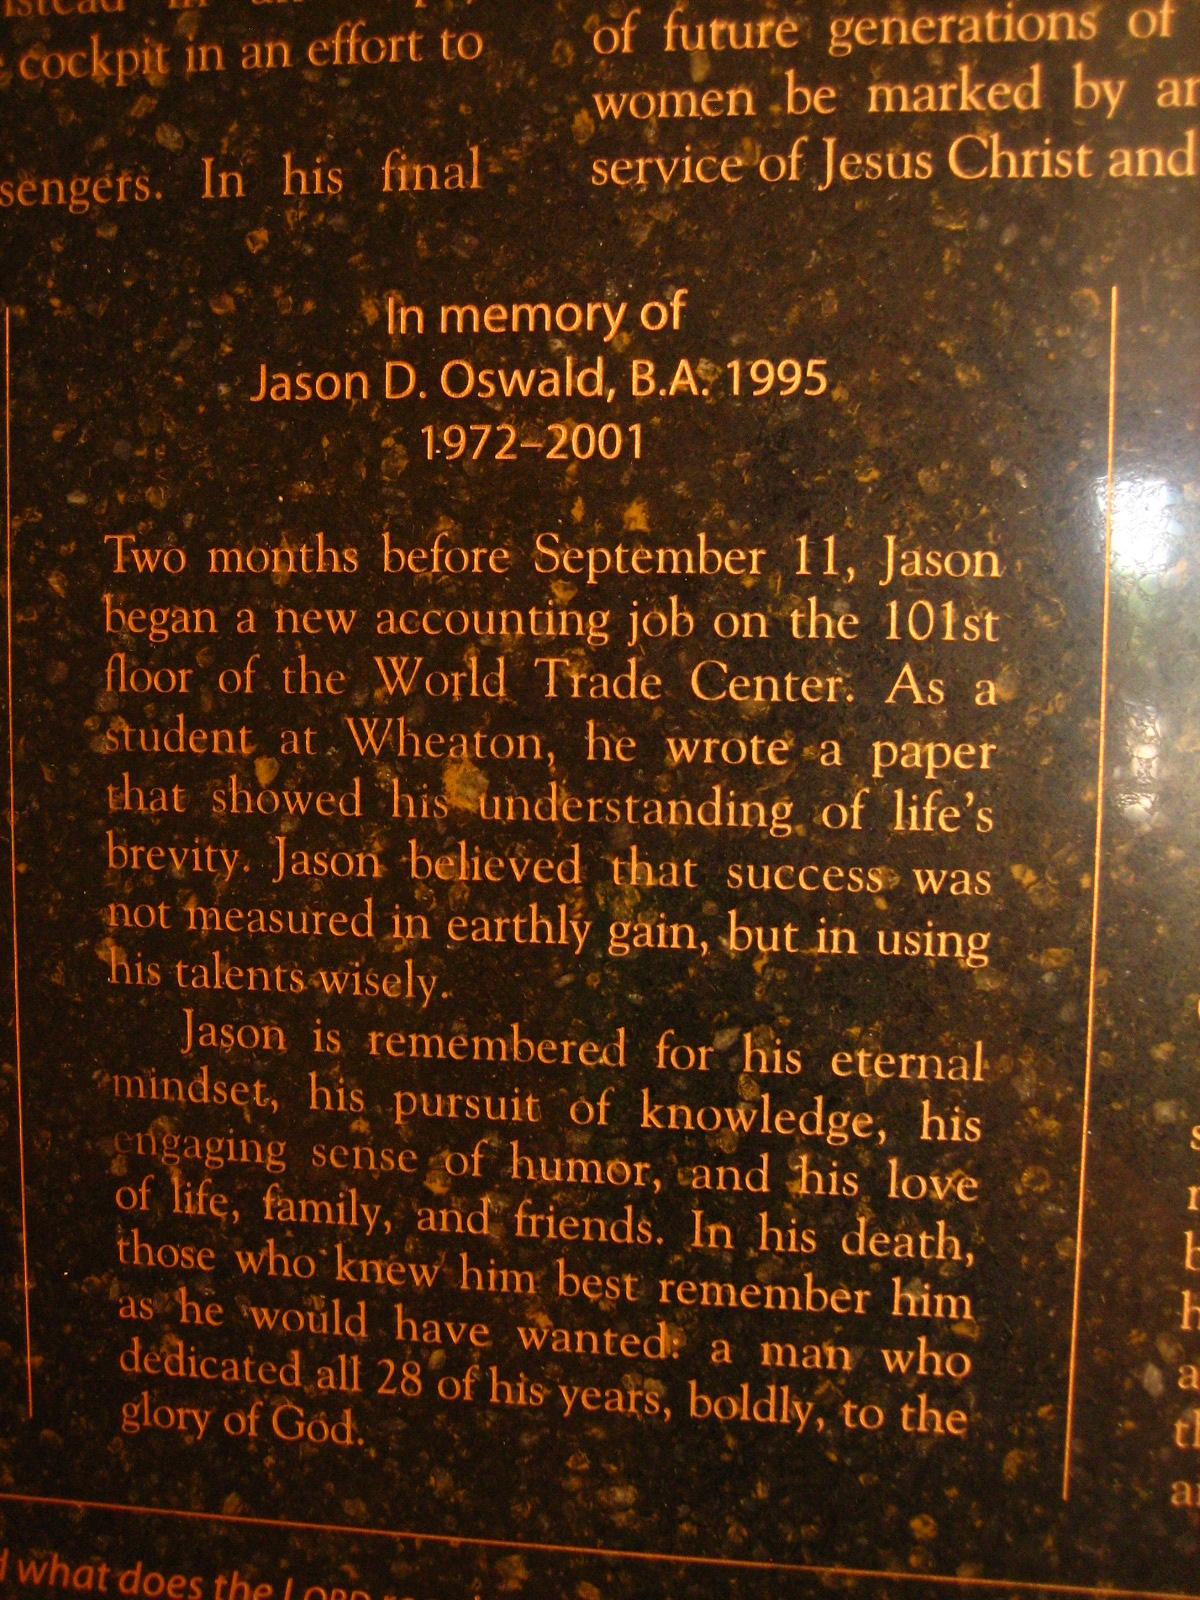 cockpit in an effort to
In his final
of future generations of
women be marked by
service of Jesus Christ and
In memory of
Jason D. Oswald, B.A. 1995
1972–2001
Two months before September 11, Jason
began a new accounting job on the 101st
floor of the World Trade Center. As a
student at Wheaton, he wrote a paper
that showed his understanding of life's
brevity. Jason believed that success was
not measured in earthly gain, but in using
his talents wisely.
Jason is remembered for his eternal
mindset, his pursuit of knowledge, his
engaging sense of humor, and his love
of life, family, and friends. In his death,
those who knew him best remember him
as he would have wanted: a man who
dedicated all 28 of his years, boldly, to the
glory of God.
what does the LORD